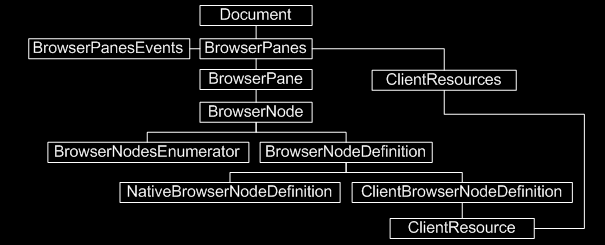 Document
BrowserPanesEvents
BrowserPanes
BrowserPane
ClientResources
BrowserNode
BrowserNodesEnumerator
BrowserNodeDefinition
NativeBrowserNodeDefinition
ClientBrowserNodeDefinition
ClientResource